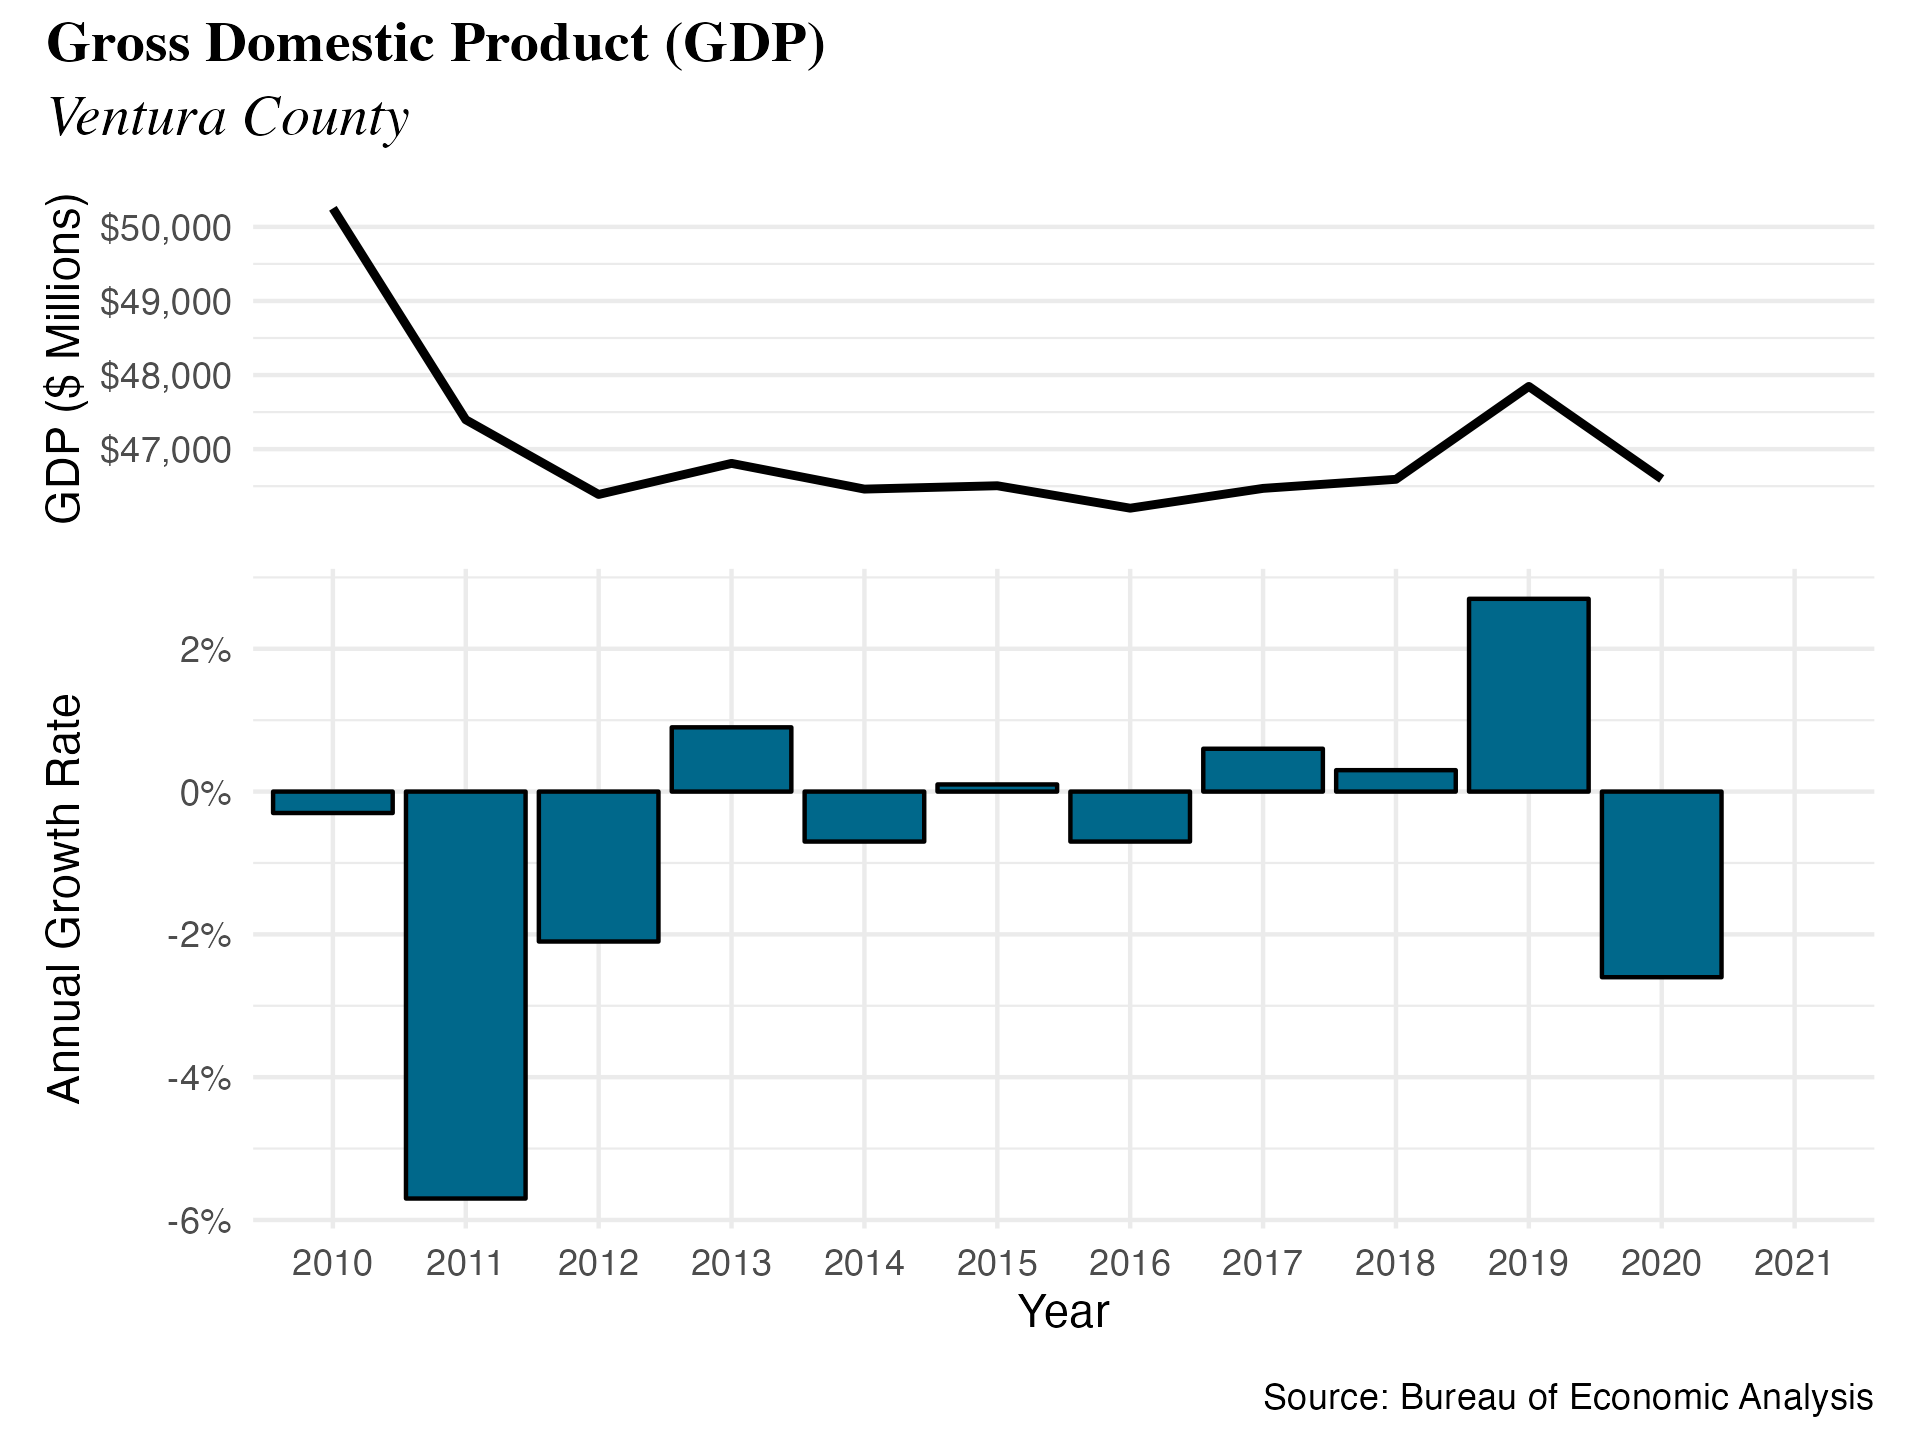 Gross Domestic Product (GDP)
Ventura County
GDP ($ Millions)
$50,000
$49,000
$48,000
$47,000
Annual Growth Rate
2%
0%
-2%
-4%
-6%
2010 2011 2012 2013 2014 2015 2016 2017 2018 2019 2020 2021
Year
Source: Bureau of Economic Analysis